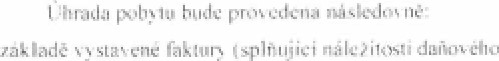 Úhrada pobytu bude provedena následovně:
základě vystavené faktury (splňující náležitosti daňového